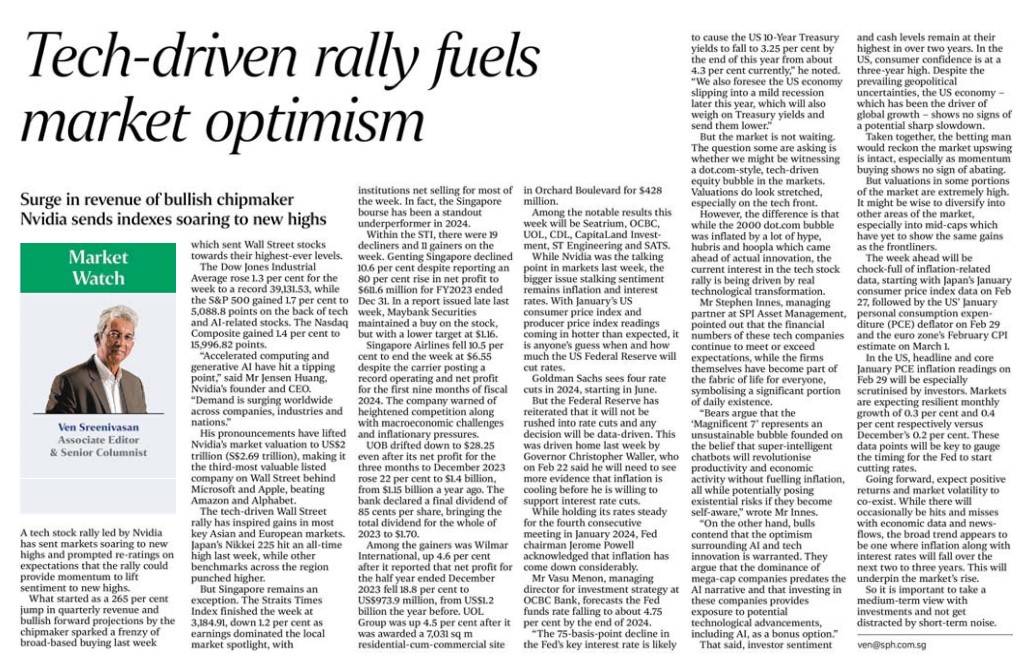 Tech-driven rally fuels
market optimism
Surge in revenue of bullish chipmaker
Nvidia sends indexes soaring to new highs
Market
Watch
Ven Sreenivasan
Associate Editor
& Senior Columnist
A tech stock rally led by Nvidia
has sent markets soaring to new
highs and prompted re-ratings on
expectations that the rally could
provide momentum to lift
sentiment to new highs.
What started as a 265 per cent
jump in quarterly revenue and
bullish forward projections by the
chipmaker sparked a frenzy of
broad-based buying last week
which sent Wall Street stocks
towards their highest-ever levels.
The Dow Jones Industrial
Average rose 1.3 per cent for the
week to a record 39,131.53, while
the S&P 500 gained 1.7 per cent to
5,088.8 points on the back of tech
and AI-related stocks. The Nasdaq
Composite gained 1.4 per cent to
15,996.82 points.
“Accelerated computing and
generative AI have hit a tipping
point,” said Mr Jensen Huang,
Nvidia’s founder and CEO.
“Demand is surging worldwide
across companies, industries and
nations.”
His pronouncements have lifted
Nvidia’s market valuation to US$2
trillion (S$2.69 trillion), making it
the third-most valuable listed
company on Wall Street behind
Microsoft and Apple, beating
Amazon and Alphabet.
The tech-driven Wall Street
rally has inspired gains in most
key Asian and European markets.
Japan’s Nikkei 225 hit an all-time
high last week, while other
benchmarks across the region
punched higher.
But Singapore remains an
exception. The Straits Times
Index finished the week at
3,184.91, down 1.2 per cent as
earnings dominated the local
market spotlight, with
institutions net selling for most of
the week. In fact, the Singapore
bourse has been a standout
underperformer in 2024.
Within the STI, there were 19
decliners and 11 gainers on the
week. Genting Singapore declined
10.6 per cent despite reporting an
80 per cent rise in net profit to
$611.6 million for FY2023 ended
Dec 31. In a report issued late last
week, Maybank Securities
maintained a buy on the stock,
but with a lower target at $1.16.
Singapore Airlines fell 10.5 per
cent to end the week at $6.55
despite the carrier posting a
record operating and net profit
for the first nine months of fiscal
2024. The company warned of
heightened competition along
with macroeconomic challenges
and inflationary pressures.
UOB drifted down to $28.25
even after its net profit for the
three months to December 2023
rose 22 per cent to $1.4 billion,
from $1.15 billion a year ago. The
bank declared a final dividend of
85 cents per share, bringing the
total dividend for the whole of
2023 to $1.70.
Among the gainers was Wilmar
International, up 4.6 per cent
after it reported that net profit for
the half year ended December
2023 fell 18.8 per cent to
US$973.9 million, from US$1.2
billion the year before. UOL
Group was up 4.5 per cent after it
was awarded a 7,031 sq m
residential-cum-commercial site
in Orchard Boulevard for $428
million.
Among the notable results this
week will be Seatrium, OCBC,
UOL, CDL, CapitaLand Invest-
ment, ST Engineering and SATS.
While Nvidia was the talking
point in markets last week, the
bigger issue stalking sentiment
remains inflation and interest
rates. With January’s US
consumer price index and
producer price index readings
coming in hotter than expected, it
is anyone’s guess when and how
much the US Federal Reserve will
cut rates.
Goldman Sachs sees four rate
cuts in 2024, starting in June.
But the Federal Reserve has
reiterated that it will not be
rushed into rate cuts and any
decision will be data-driven. This
was driven home last week by
Governor Christopher Waller, who
on Feb 22 said he will need to see
more evidence that inflation is
cooling before he is willing to
support interest rate cuts.
While holding its rates steady
for the fourth consecutive
meeting in January 2024, Fed
chairman Jerome Powell
acknowledged that inflation has
come down considerably.
Mr Vasu Menon, managing
director for investment strategy at
OCBC Bank, forecasts the Fed
funds rate falling to about 4.75
per cent by the end of 2024.
“The 75-basis-point decline in
the Fed’s key interest rate is likely
to cause the US 10-Year Treasury
yields to fall to 3.25 per cent by
the end of this year from about
4.3 per cent currently,” he noted.
“We also foresee the US economy
slipping into a mild recession
later this year, which will also
weigh on Treasury yields and
send them lower.”
But the market is not waiting.
The question some are asking is
whether we might be witnessing
a dot.com-style, tech-driven
equity bubble in the markets.
Valuations do look stretched,
especially on the tech front.
However, the difference is that
while the 2000 dot.com bubble
was inflated by a lot of hype,
hubris and hoopla which came
ahead of actual innovation, the
current interest in the tech stock
rally is being driven by real
technological transformation.
Mr Stephen Innes, managing
partner at SPI Asset Management,
pointed out that the financial
numbers of these tech companies
continue to meet or exceed
expectations, while the firms
themselves have become part of
the fabric of life for everyone,
symbolising a significant portion
of daily existence.
“Bears argue that the
‘Magnificent 7’ represents an
unsustainable bubble founded on
the belief that super-intelligent
chatbots will revolutionise
productivity and economic
activity without fuelling inflation,
all while potentially posing
existential risks if they become
self-aware,” wrote Mr Innes.
“On the other hand, bulls
contend that the optimism
surrounding AI and tech
innovation is warranted. They
argue that the dominance of
mega-cap companies predates the
AI narrative and that investing in
these companies provides
exposure to potential
technological advancements,
including AI, as a bonus option.”
That said, investor sentiment
and cash levels remain at their
highest in over two years. In the
US, consumer confidence is at a
three-year high. Despite the
prevailing geopolitical
uncertainties, the US economy –
which has been the driver of
global growth – shows no signs of
a potential sharp slowdown.
Taken together, the betting man
would reckon the market upswing
is intact, especially as momentum
buying shows no sign of abating.
But valuations in some portions
of the market are extremely high.
It might be wise to diversify into
other areas of the market,
especially into mid-caps which
have yet to show the same gains
as the frontliners.
The week ahead will be
chock-full of inflation-related
data, starting with Japan’s January
consumer price index data on Feb
27, followed by the US’ January
personal consumption expen-
diture (PCE) deflator on Feb 29
and the euro zone’s February CPI
estimate on March 1.
In the US, headline and core
January PCE inflation readings on
Feb 29 will be especially
scrutinised by investors. Markets
are expecting resilient monthly
growth of 0.3 per cent and 0.4
per cent respectively versus
December’s 0.2 per cent. These
data points will be key to gauge
the timing for the Fed to start
cutting rates.
Going forward, expect positive
returns and market volatility to
co-exist. While there will
occasionally be hits and misses
with economic data and news-
flows, the broad trend appears to
be one where inflation along with
interest rates will fall over the
next two to three years. This will
underpin the market’s rise.
So it is important to take a
medium-term view with
investments and not get
distracted by short-term noise.
ven@sph.com.sg